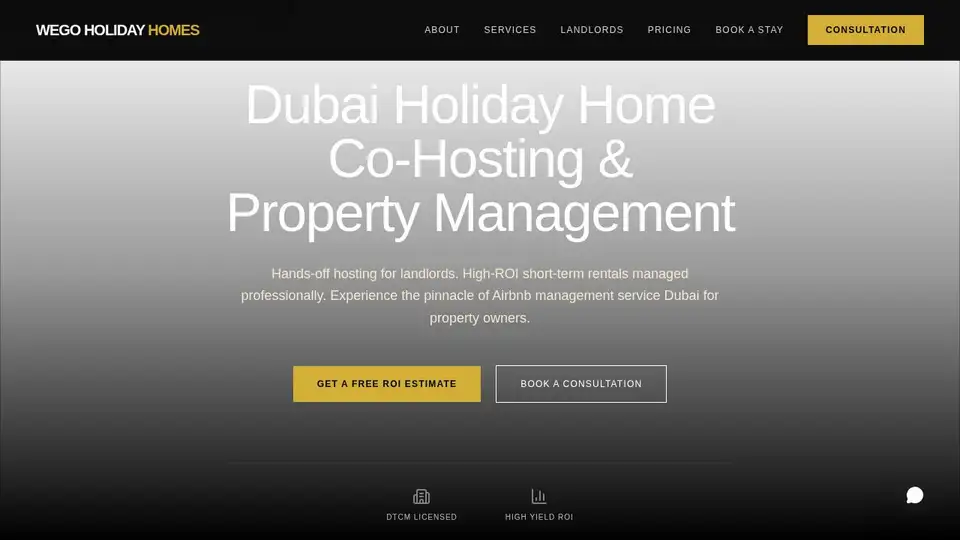 WEGO HOLIDAY HOMES
ABOUT
SERVICES
LANDLORDS
PRICING
BOOK A STAY
CONSULTATION
Dubai Holiday Home
Co-Hosting &
Property Management
Hands-off hosting for landlords. High-ROI short-term rentals managed
professionally. Experience the pinnacle of Airbnb management service Dubai for
property owners.
GET A FREE ROI ESTIMATE
BOOK A CONSULTATION
DTCM LICENSED
HIGH YIELD ROI